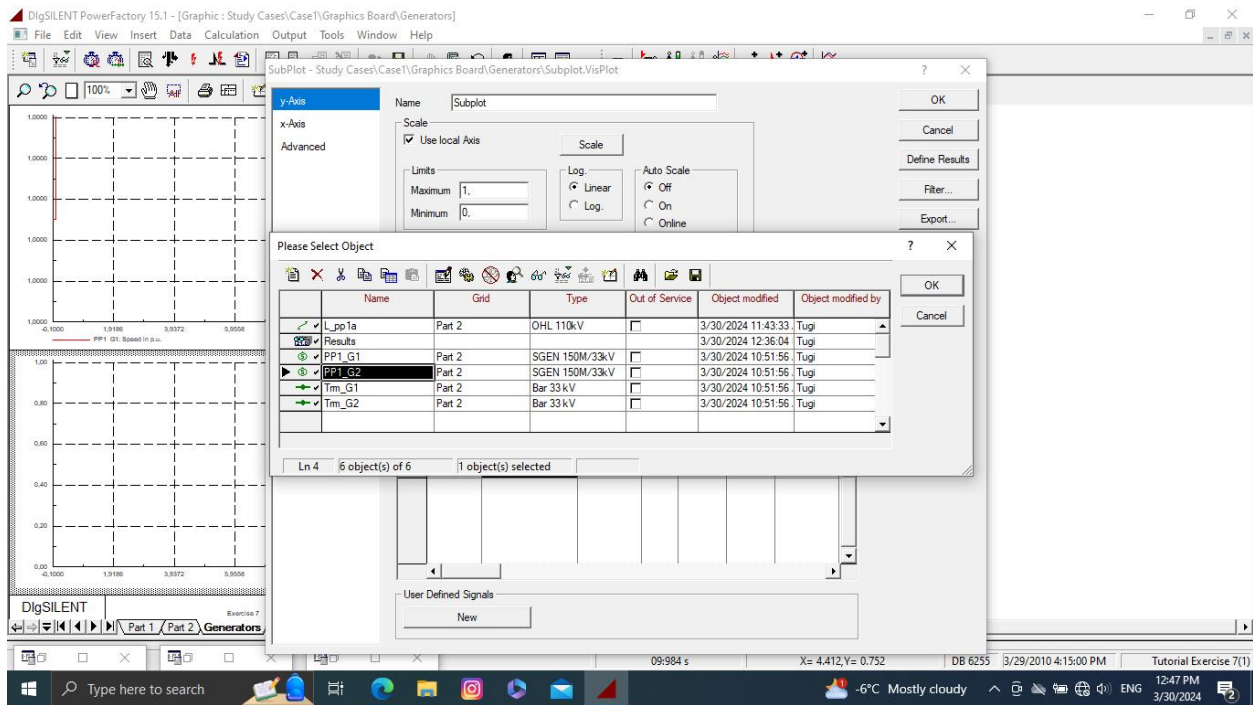 DIgSILENT PowerFactory 15.1 - [Graphic : Study Cases\Case1\Graphics Board\Generators]
File Edit View Insert Data Calculation Output Tools Window Help
SubPlot - Study Cases\Case1\Graphics Board\Generators\Subplot.VisPlot
100%
y-Axis
x-Axis
Advanced
Name Subplot
Scale
Use local Axis
Scale
Limits
Maximum 1,
Minimum 0,
Log.
Linear
Log.
Auto Scale
Off
On
Online
OK
Cancel
Define Results
Filter...
Export...
1,0000
1,0000
1,0000
1,0000
1,0000
1,0000
-0,1000 1,9186 3,9372 5,9558
PP1 G1: Speed in p.u.
1,00
0,80
0,60
0,40
0,20
0,00
-0,1000 1,9186 3,9372 5,9558
DIgSILENT
Exercise 7
Please Select Object
Name Grid Type Out of Service Object modified Object modified by
L_pp1a Part 2 OHL 110kV 3/30/2024 11:43:33 Tugi
Results 3/30/2024 12:36:04 Tugi
PP1_G1 Part 2 SGEN 150M/33kV 3/30/2024 10:51:56 Tugi
PP1_G2 Part 2 SGEN 150M/33kV 3/30/2024 10:51:56 Tugi
Trm_G1 Part 2 Bar 33 kV 3/30/2024 10:51:56 Tugi
Trm_G2 Part 2 Bar 33 kV 3/30/2024 10:51:56 Tugi
OK
Cancel
Ln 4 6 object(s) of 6 1 object(s) selected
User Defined Signals
New
Part 1 Part 2 Generators
09:984 s X= 4.412,Y= 0.752 DB 6255 3/29/2010 4:15:00 PM Tutorial Exercise 7(1)
Type here to search
-6°C Mostly cloudy
ENG
12:47 PM
3/30/2024
2